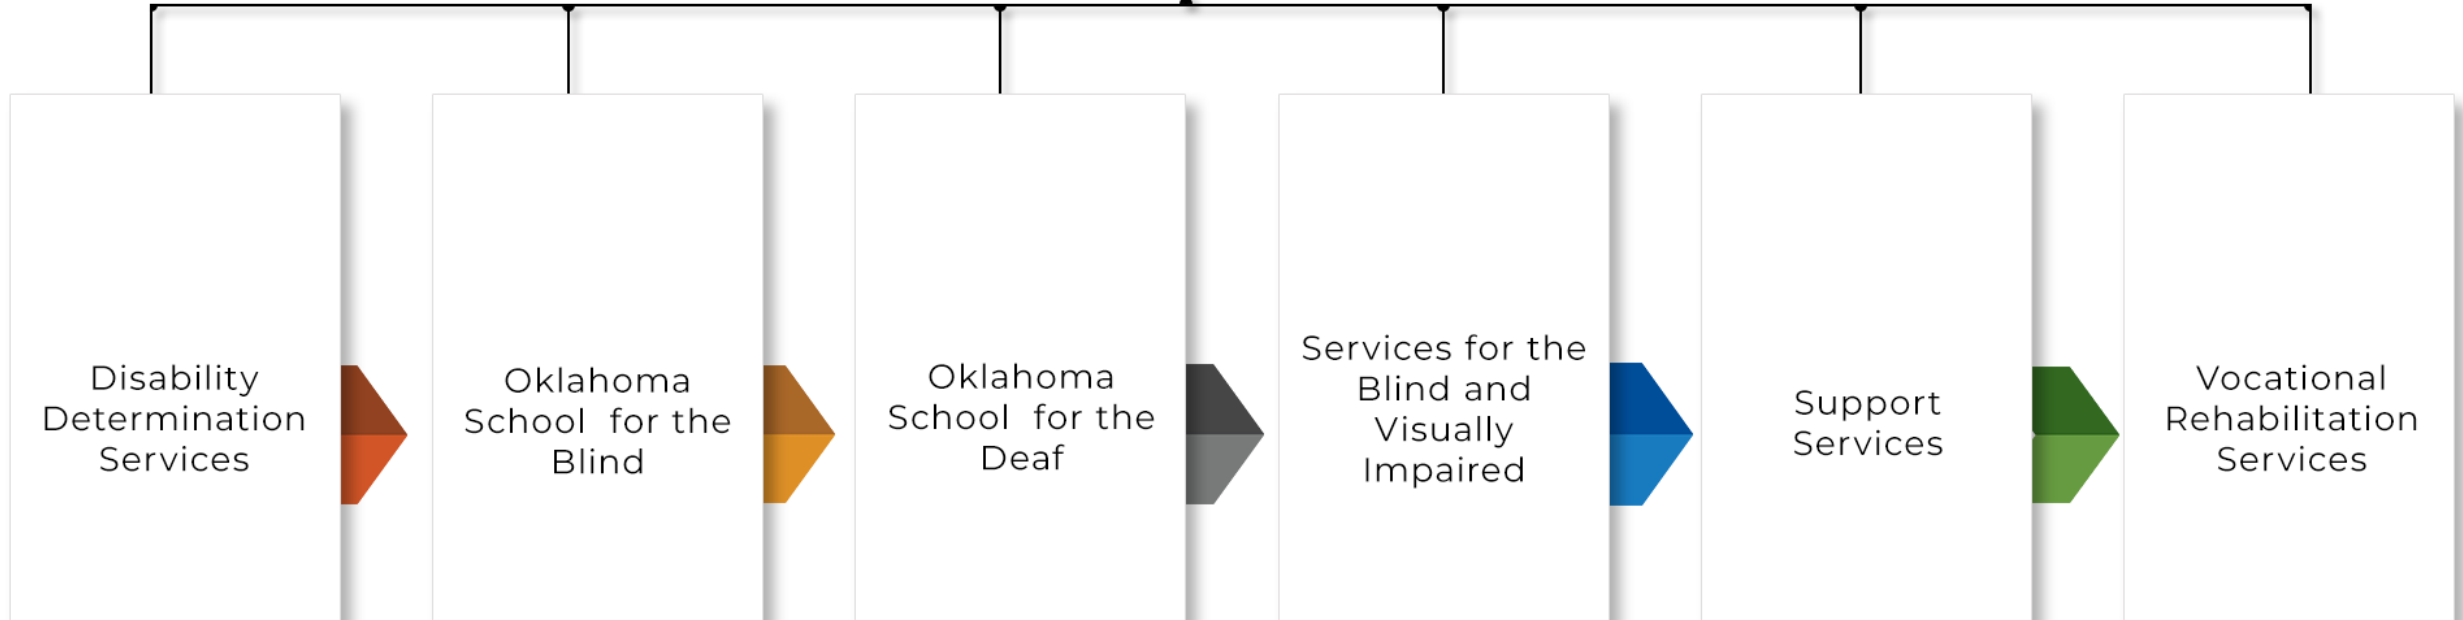 Disability
Determination
Services
Oklahoma
School  for the
Blind
Oklahoma
School  for the
Deaf
Services for the
Blind and
Visually
Impaired
Support
Services
Vocational
Rehabilitation
Services